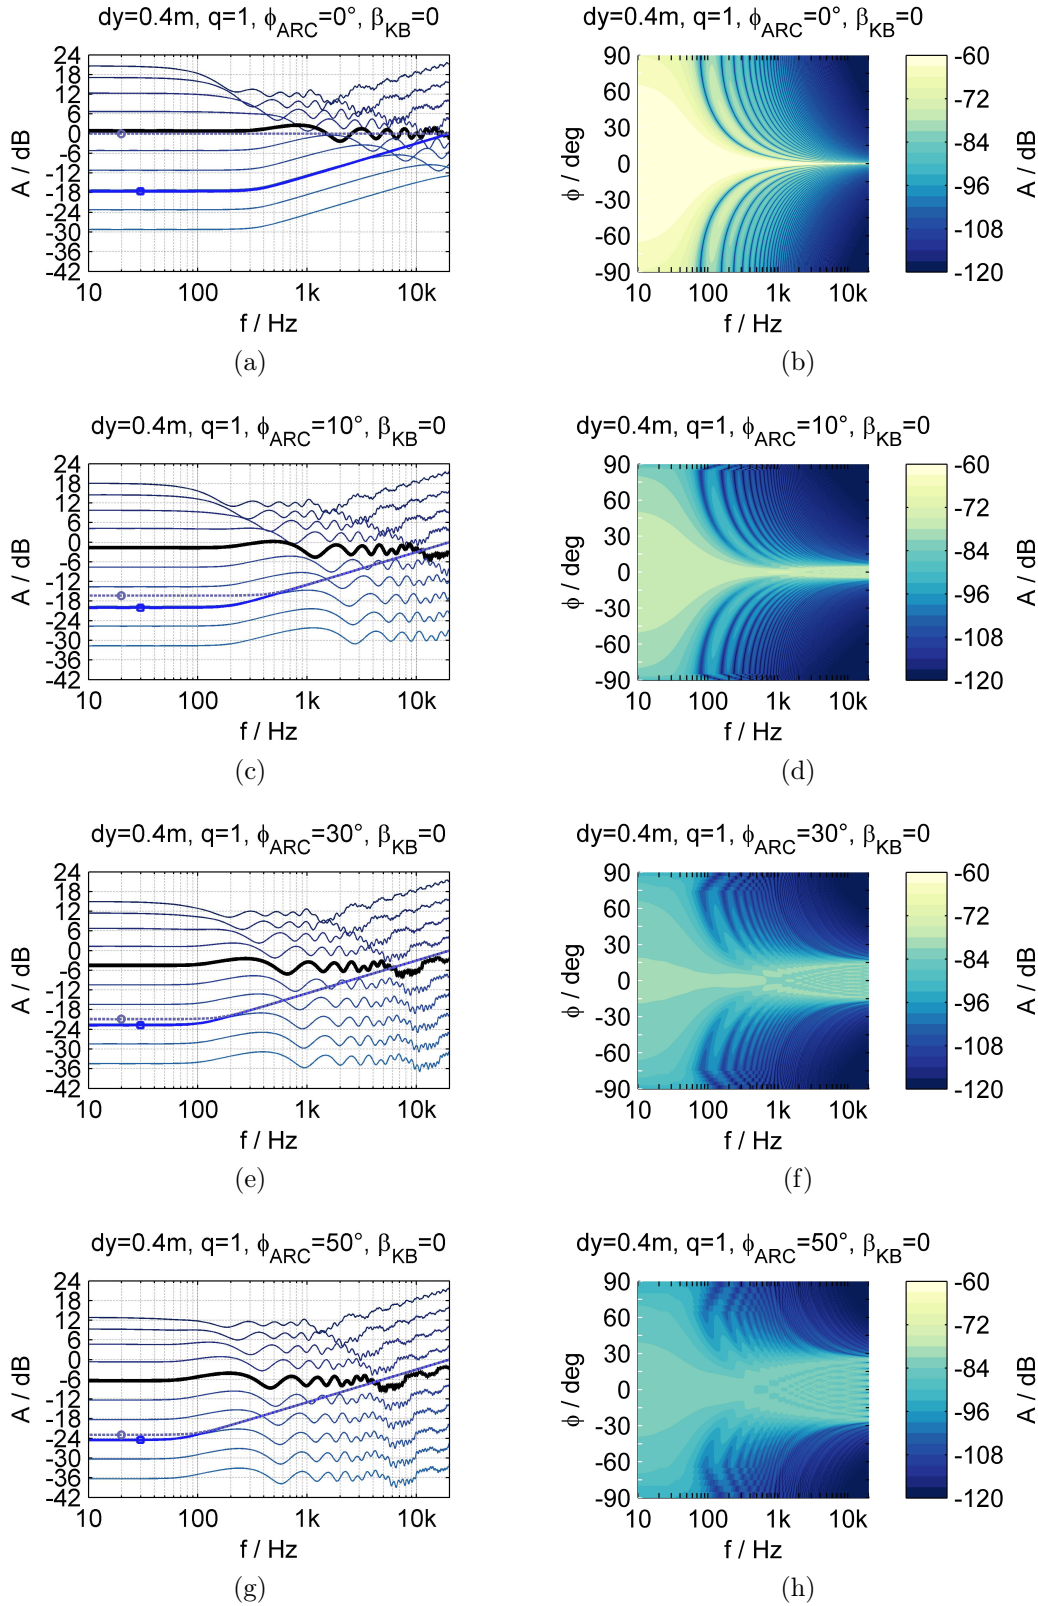 dy=0.4m, q=1, ϕARC=0°, βKB=0
24
18
12
6
0
-6
-12
-18
-24
-30
-36
-42
A / dB
10 100 1k 10k
f / Hz
(a)
dy=0.4m, q=1, ϕARC=0°, βKB=0
90
60
30
0
-30
-60
-90
ϕ / deg
10 100 1k 10k
f / Hz
-60
-72
-84
-96
-108
-120
A / dB
(b)
dy=0.4m, q=1, ϕARC=10°, βKB=0
24
18
12
6
0
-6
-12
-18
-24
-30
-36
-42
A / dB
10 100 1k 10k
f / Hz
(c)
dy=0.4m, q=1, ϕARC=10°, βKB=0
90
60
30
0
-30
-60
-90
ϕ / deg
10 100 1k 10k
f / Hz
-60
-72
-84
-96
-108
-120
A / dB
(d)
dy=0.4m, q=1, ϕARC=30°, βKB=0
24
18
12
6
0
-6
-12
-18
-24
-30
-36
-42
A / dB
10 100 1k 10k
f / Hz
(e)
dy=0.4m, q=1, ϕARC=30°, βKB=0
90
60
30
0
-30
-60
-90
ϕ / deg
10 100 1k 10k
f / Hz
-60
-72
-84
-96
-108
-120
A / dB
(f)
dy=0.4m, q=1, ϕARC=50°, βKB=0
24
18
12
6
0
-6
-12
-18
-24
-30
-36
-42
A / dB
10 100 1k 10k
f / Hz
(g)
dy=0.4m, q=1, ϕARC=50°, βKB=0
90
60
30
0
-30
-60
-90
ϕ / deg
10 100 1k 10k
f / Hz
-60
-72
-84
-96
-108
-120
A / dB
(h)